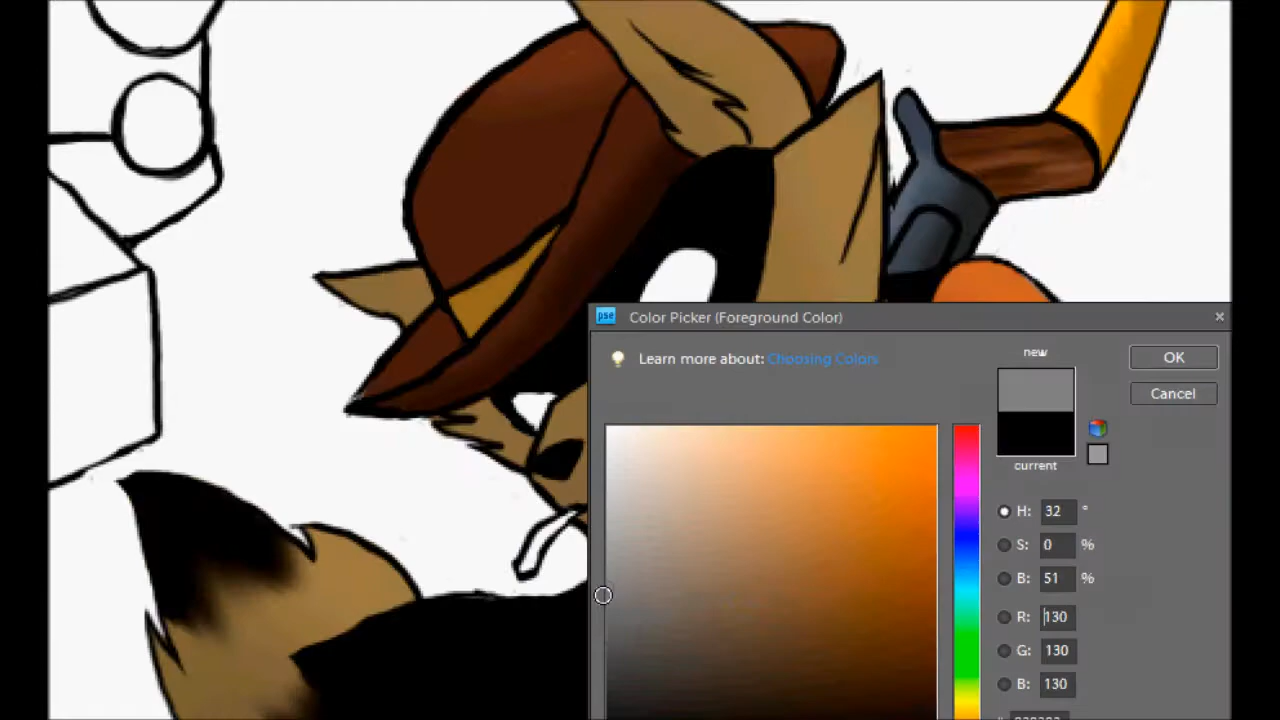 pse Color Picker (Foreground Color)
Learn more about: Choosing Colors
new
OK
Cancel
current
H: 32 °
S: 0 %
B: 51 %
R: 130
G: 130
B: 130